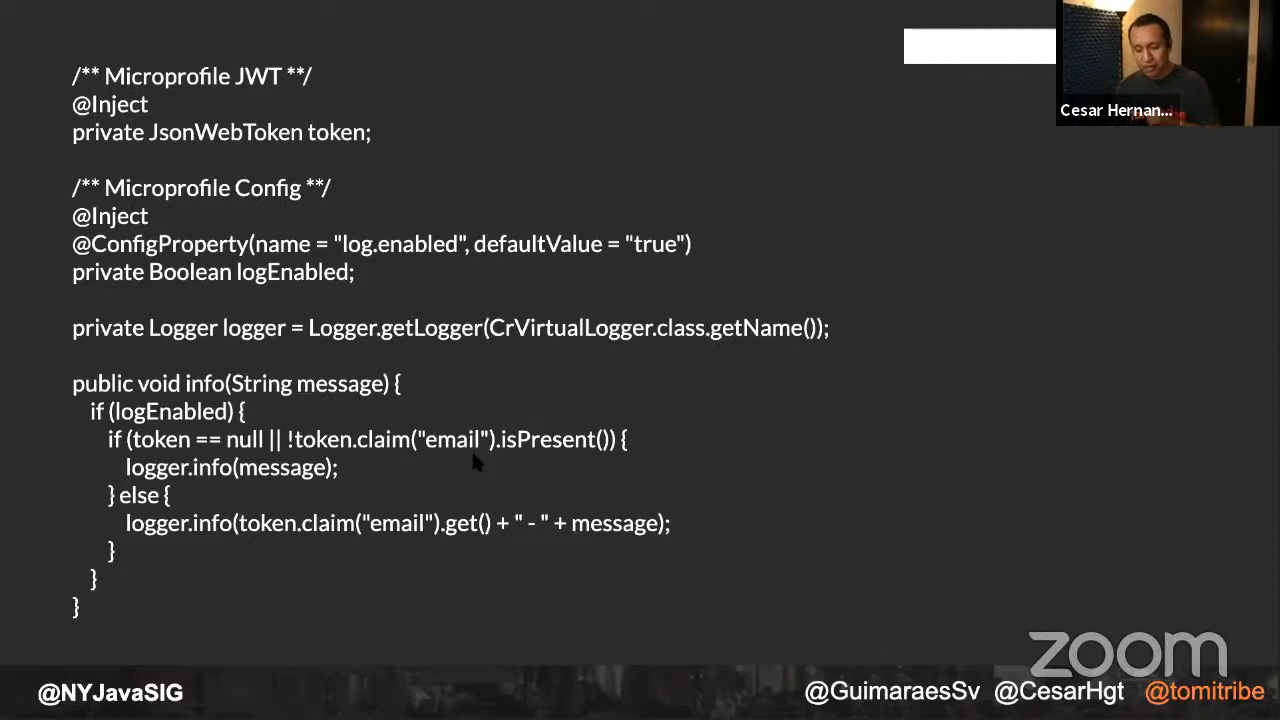 /** Microprofile JWT **/
@Inject
private JsonWebToken token;
/** Microprofile Config **/
@Inject
@ConfigProperty(name = "log.enabled", defaultValue = "true")
private Boolean logEnabled;
private Logger logger = Logger.getLogger(CrVirtualLogger.class.getName());
public void info(String message) {
if (logEnabled) {
if (token == null || !token.claim("email").isPresent()) {
logger.info(message);
} else {
logger.info(token.claim("email").get() + " - " + message);
}
}
}
Cesar Hernan...
zoom
@NYJavaSIG
@GuimaraesSv @CesarHgt @tomitribe